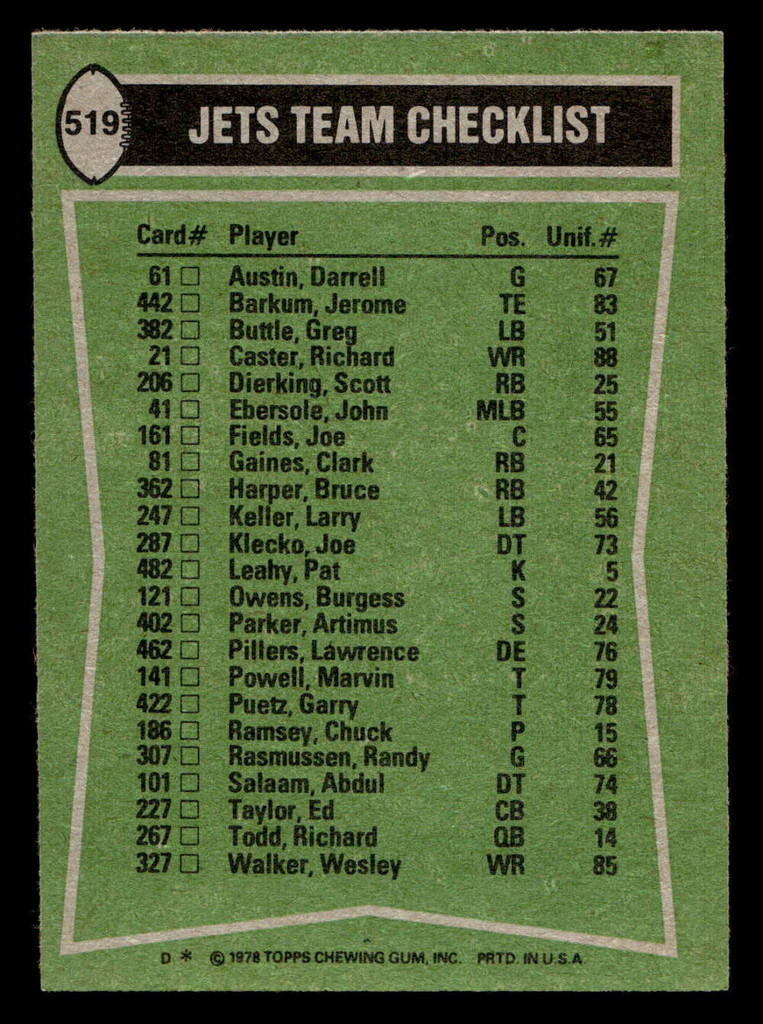 519
JETS TEAM CHECKLIST
Card# Player Pos. Unif.#
61 □ Austin, Darrell G 67
442 □ Barkum, Jerome TE 83
382 □ Buttle, Greg LB 51
21 □ Caster, Richard WR 88
206 □ Dierking, Scott RB 25
41 □ Ebersole, John MLB 55
161 □ Fields, Joe C 65
81 □ Gaines, Clark RB 21
362 □ Harper, Bruce RB 42
247 □ Keller, Larry LB 56
287 □ Klecko, Joe DT 73
482 □ Leahy, Pat K 5
121 □ Owens, Burgess S 22
402 □ Parker, Artimus S 24
462 □ Pillers, Lawrence DE 76
141 □ Powell, Marvin T 79
422 □ Puetz, Garry T 78
186 □ Ramsey, Chuck P 15
307 □ Rasmussen, Randy G 66
101 □ Salaam, Abdul DT 74
227 □ Taylor, Ed CB 38
267 □ Todd, Richard QB 14
327 □ Walker, Wesley WR 85
D * © 1978 TOPPS CHEWING GUM, INC. PRTD. IN U.S.A.